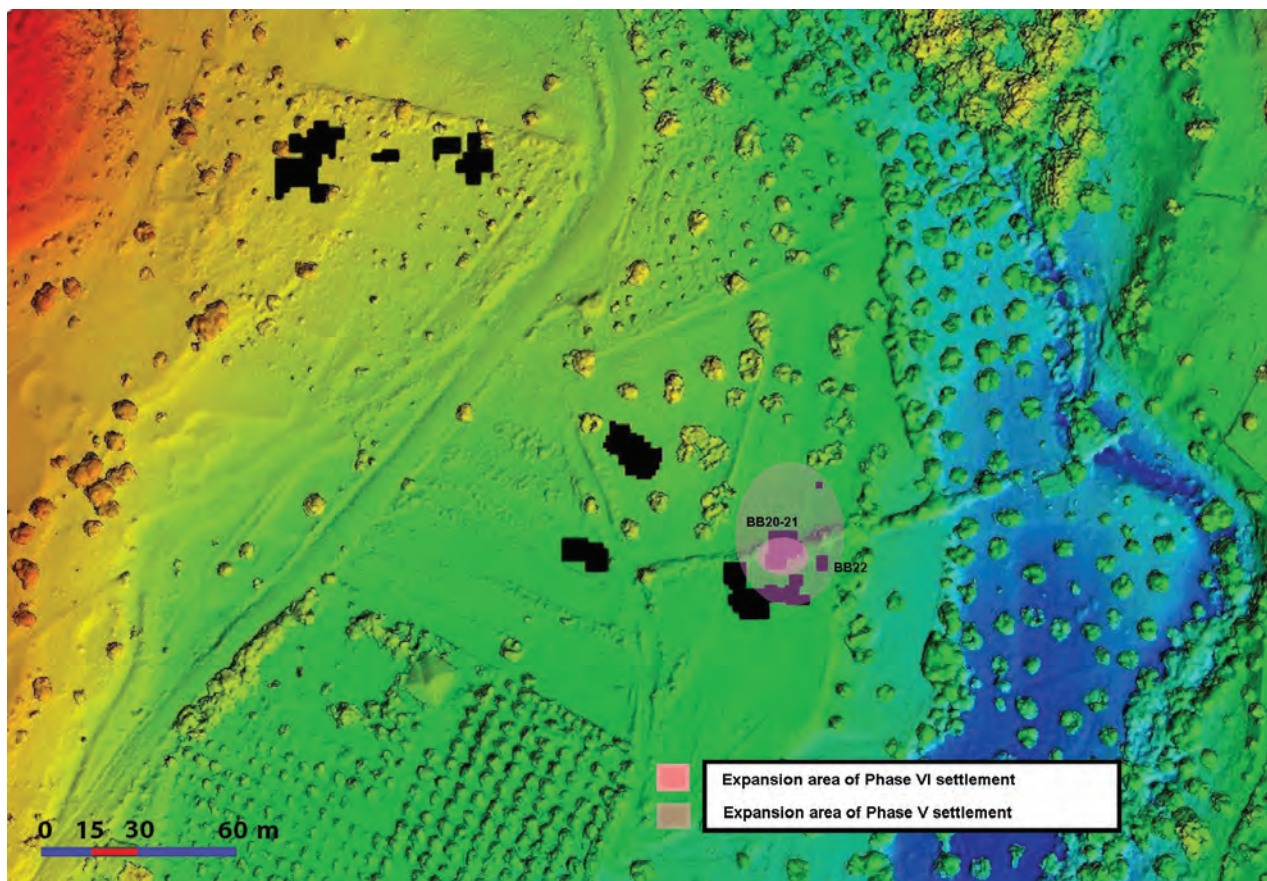 BB20-21
BB22
Expansion area of Phase VI settlement
Expansion area of Phase V settlement
0 15 30 60 m